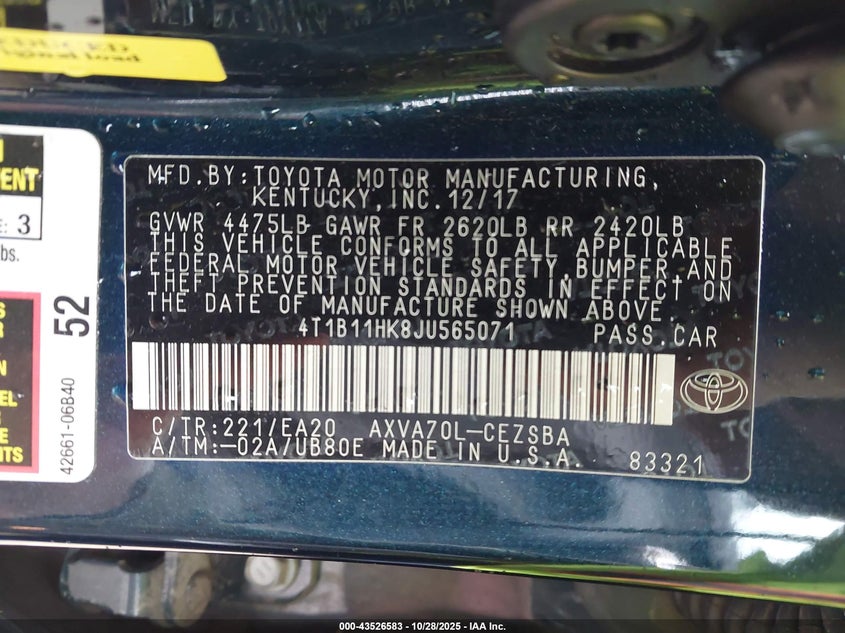 MFD.BY:TOYOTA MOTOR MANUFACTURING,
KENTUCKY,INC.12/17
GVWR 4475LB GAWR FR 2620LB RR 2420LB
THIS VEHICLE CONFORMS TO ALL APPLICABLE
FEDERAL MOTOR VEHICLE SAFETY,BUMPER,AND
THEFT PREVENTION STANDARDS IN EFFECT ON
THE DATE OF MANUFACTURE SHOWN ABOVE.
4T1B11HK8JU565071 PASS.CAR
C/TR:221/EA20 AXVA70L-CEZSBA
A/TM:-02A/UB80E MADE IN U.S.A.
83321
52
42661-06B40
3
bs.
000-43526583 | 10/28/2025 - IAA Inc.